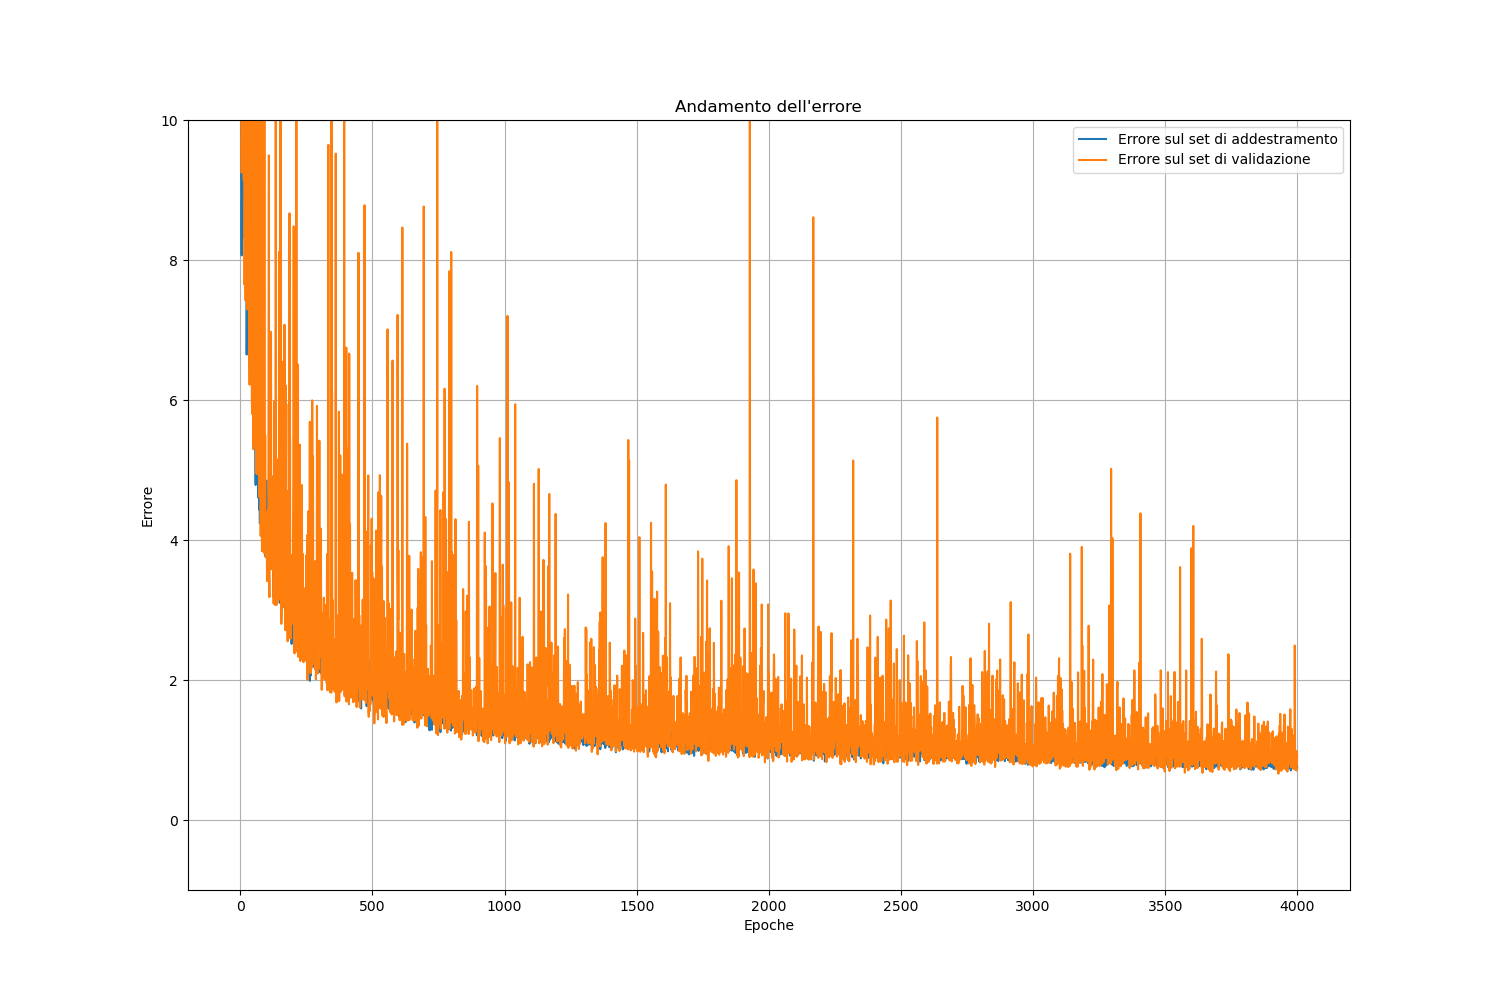 Andamento dell'errore
Errore sul set di addestramento
Errore sul set di validazione
10
8
6
4
2
0
Errore
0 500 1000 1500 2000 2500 3000 3500 4000
Epoche